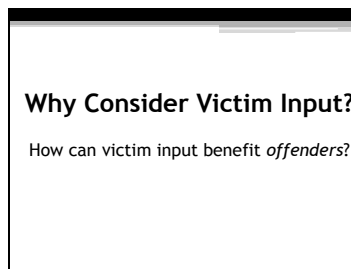 Why Consider Victim Input?
How can victim input benefit offenders?